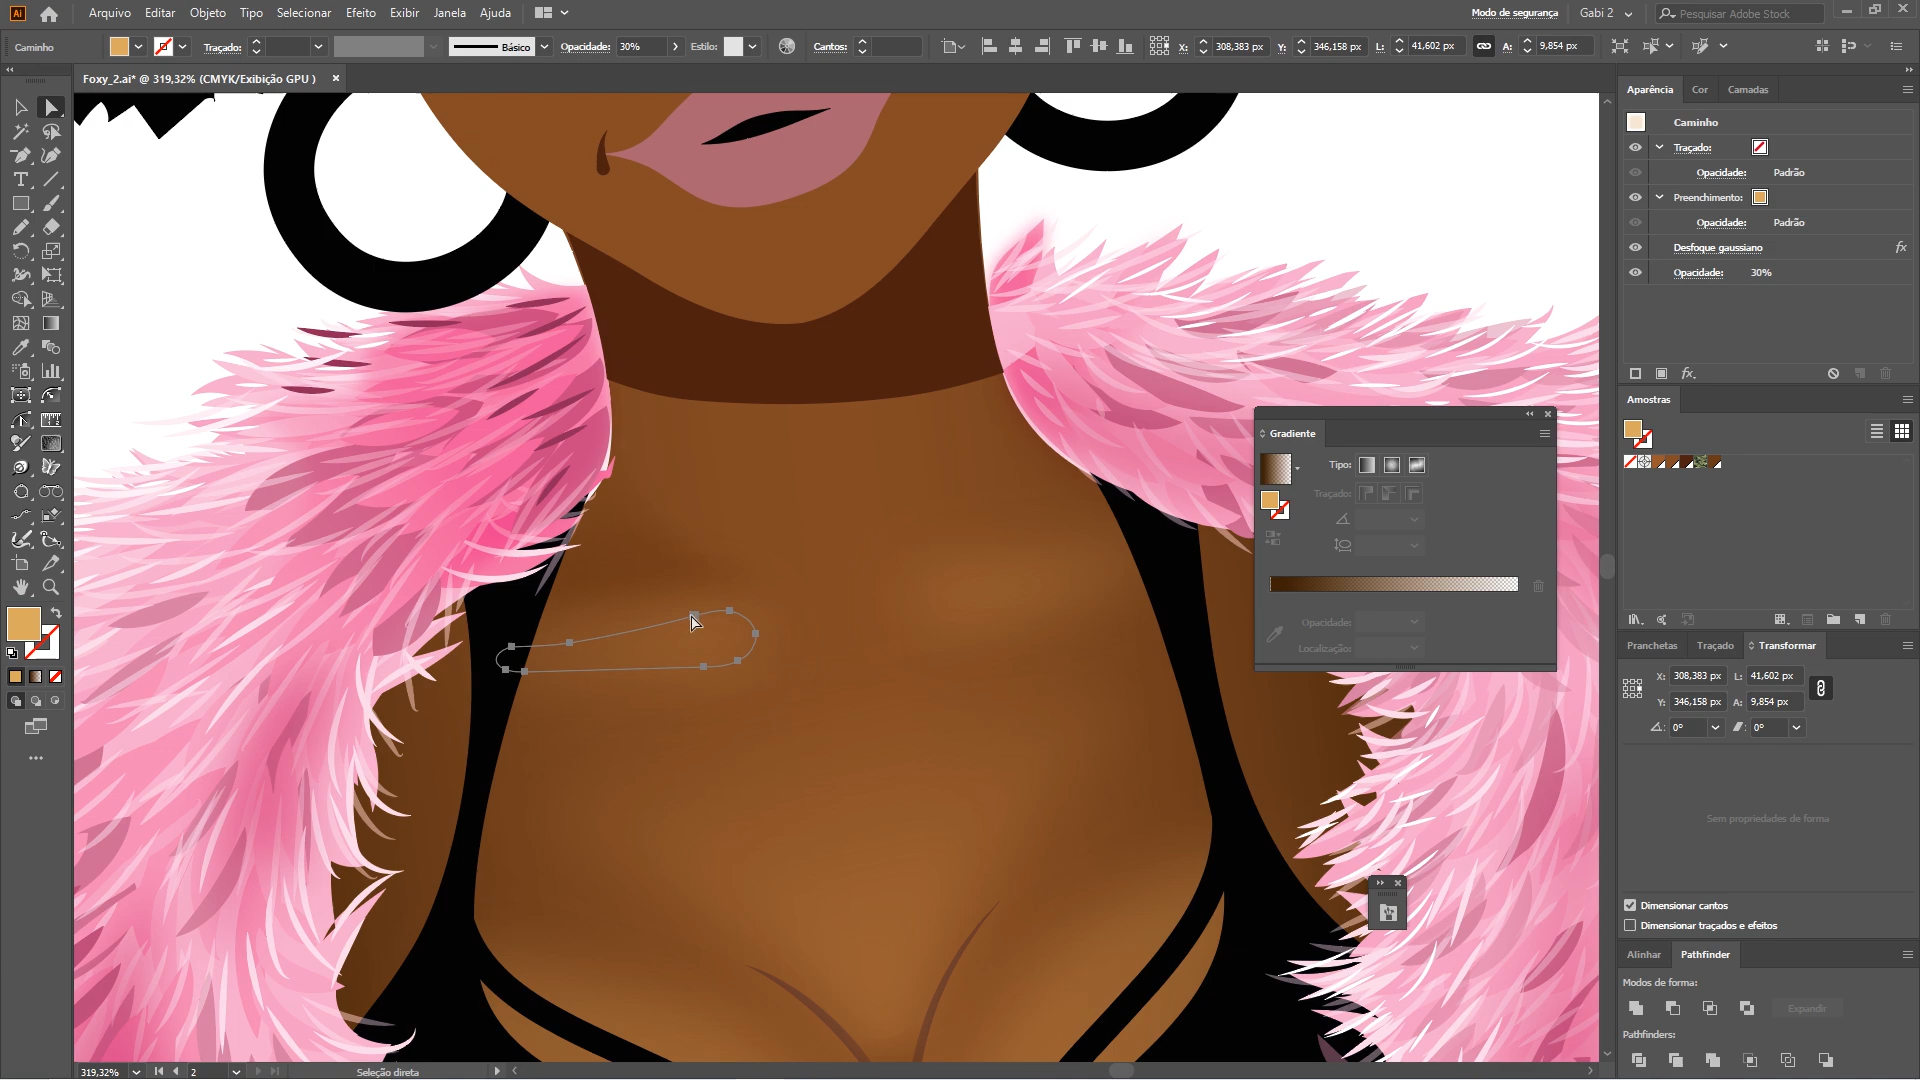 Ai Arquivo Editar Objeto Tipo Selecionar Efeito Exibir Janela Ajuda Modo de segurança Gabi 2 Pesquisar Adobe Stock
Caminho Traçado: Básico Opacidade: 30% Estilo: Cantos: X: 308,383 px Y: 346,158 px L: 41,602 px A: 9,854 px
Foxy_2.ai* @ 319,32% (CMYK/Exibição GPU ) ×
Aparência Cor Camadas
Caminho
Traçado:
Opacidade: Padrão
Preenchimento:
Opacidade: Padrão
Desfoque gaussiano fx
Opacidade: 30%
fx
Amostras
Gradiente
Tipo:
Traçado:
Opacidade:
Localização:
Pranchetas Traçado Transformar
X: 308,383 px L: 41,602 px
Y: 346,158 px A: 9,854 px
0° 0°
Sem propriedades de forma
Dimensionar cantos
Dimensionar traçados e efeitos
Alinhar Pathfinder
Modos de forma:
Expandir
Pathfinders:
319,32% 2 Seleção direta